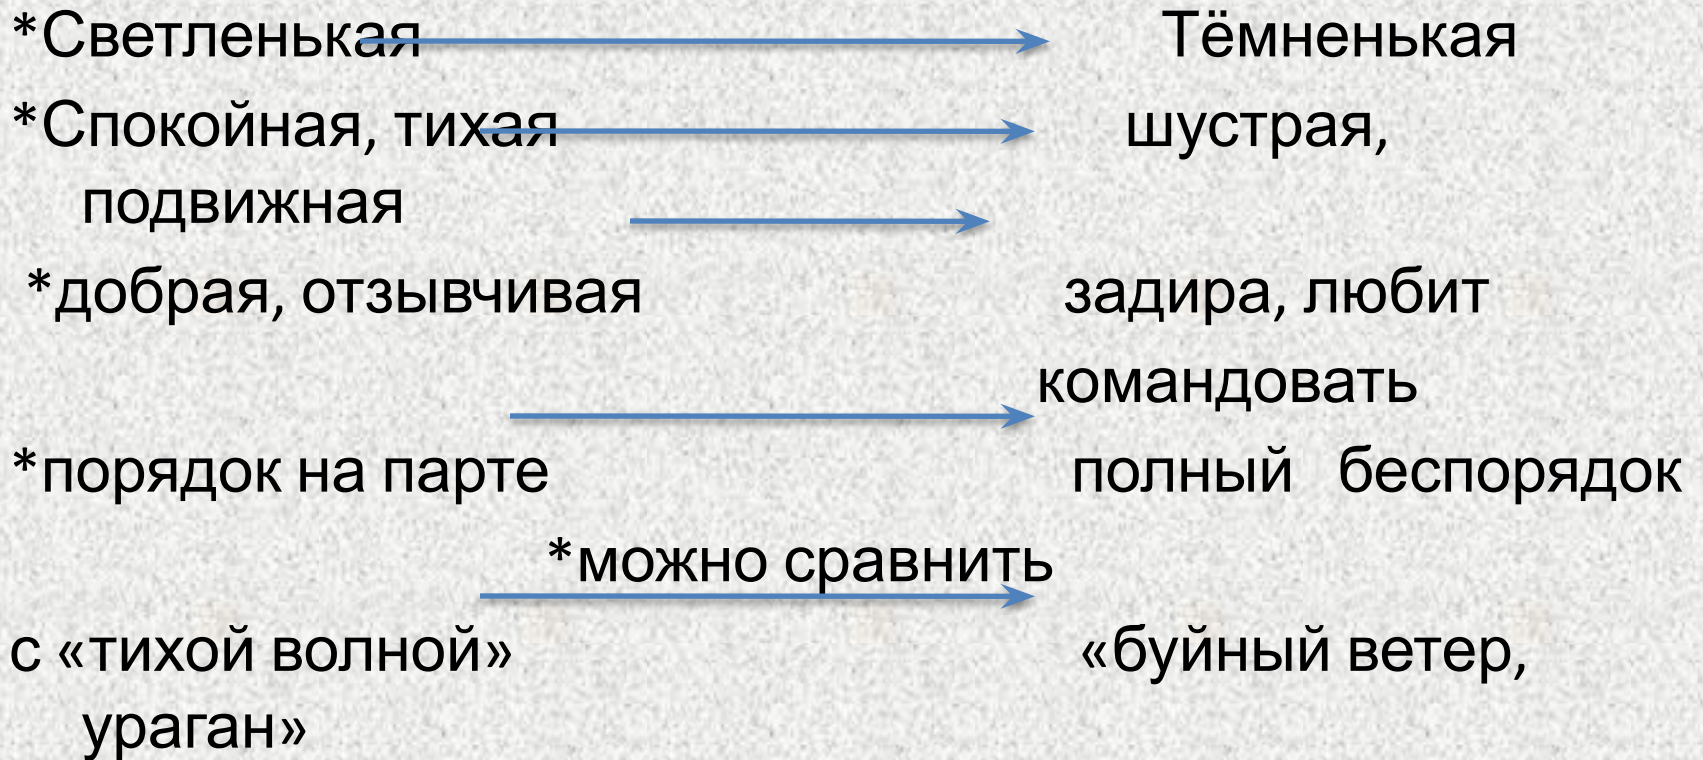 *Светленькая Тёмненькая
*Спокойная, тихая шустрая,
подвижная
*добрая, отзывчивая задира, любит
командовать
*порядок на парте полный беспорядок
*можно сравнить
с «тихой волной» «буйный ветер,
ураган»